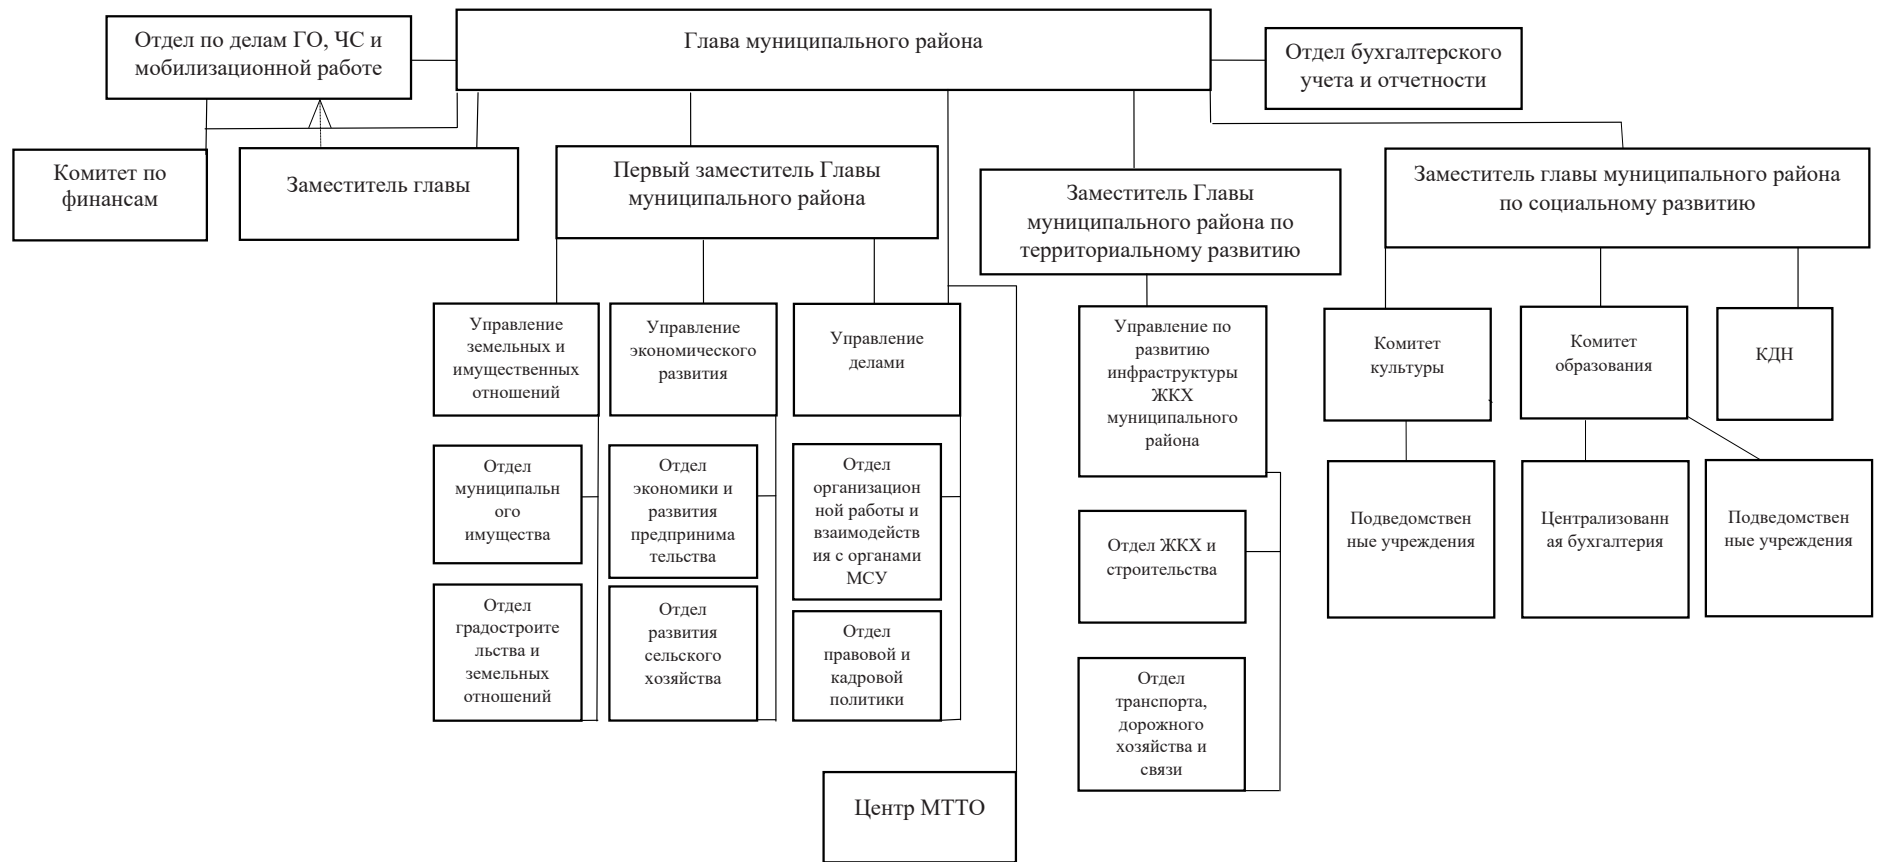 Отдел по делам ГО, ЧС и
мобилизационной работе
Глава муниципального района
Отдел бухгалтерского
учета и отчетности
Комитет по
финансам
Заместитель главы
Первый заместитель Главы
муниципального района
Заместитель Главы
муниципального района по
территориальному развитию
Заместитель главы муниципального района
по социальному развитию
Управление
земельных и
имущественных
отношений
Управление
экономического
развития
Управление
делами
Управление по
развитию
инфраструктуры
ЖКХ
муниципального
района
Комитет
культуры
Комитет
образования
КДН
Отдел
муниципальн
ого
имущества
Отдел
экономики и
развития
предпринима
тельства
Отдел
организацион
ной работы и
взаимодейств
ия с органами
МСУ
Отдел ЖКХ и
строительства
Подведомствен
ные учреждения
Централизованн
ая бухгалтерия
Подведомствен
ные учреждения
Отдел
градостроите
льства и
земельных
отношений
Отдел
развития
сельского
хозяйства
Отдел
правовой и
кадровой
политики
Отдел
транспорта,
дорожного
хозяйства и
связи
Центр МТТО